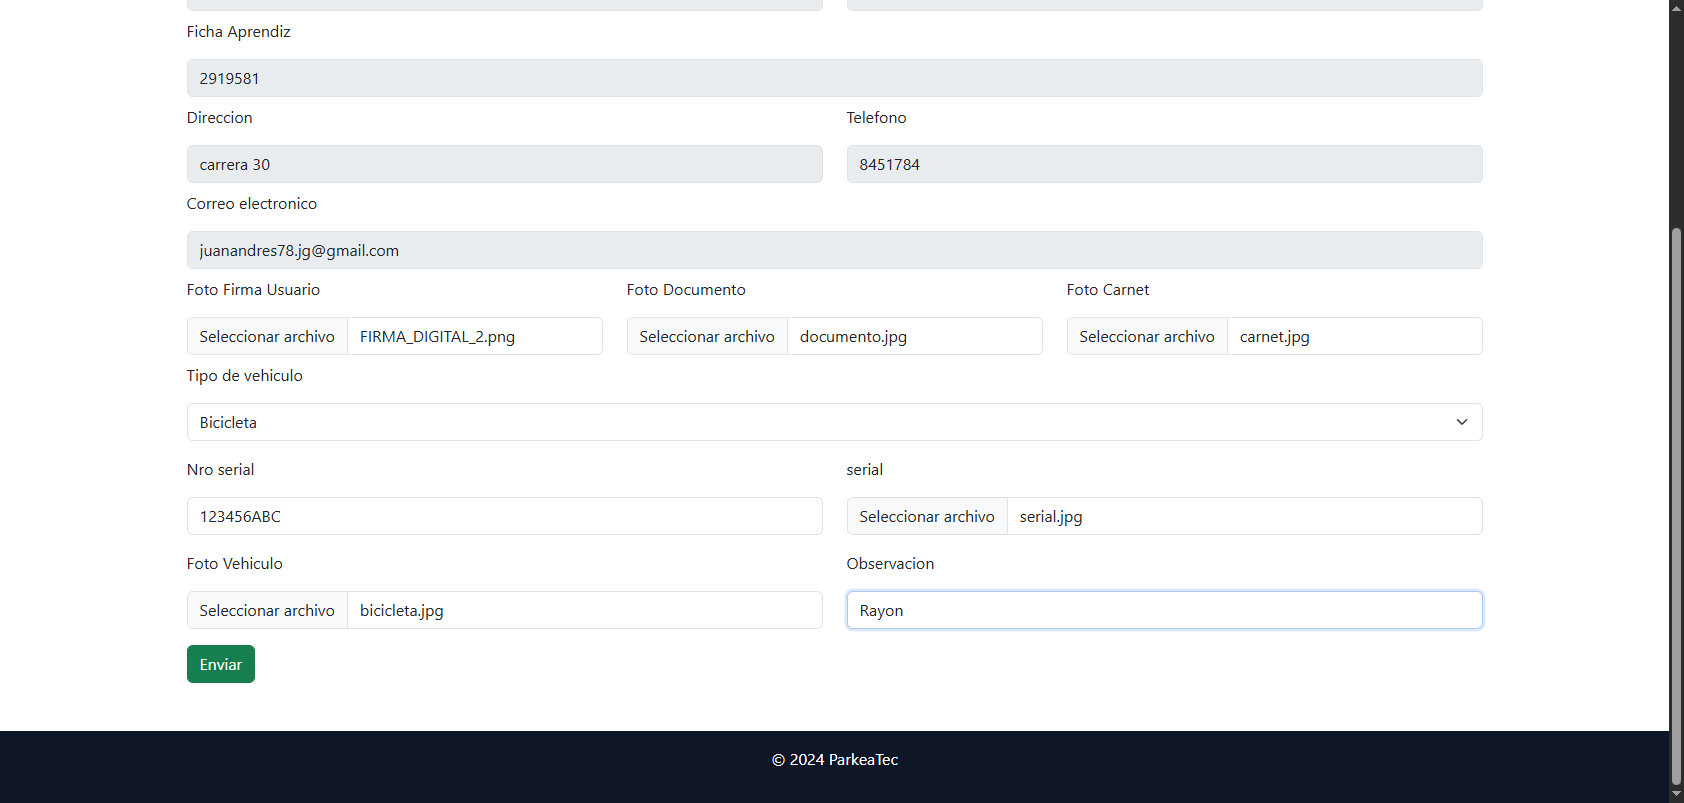 Ficha Aprendiz
2919581
Direccion Telefono
carrera 30 8451784
Correo electronico
juanandres78.jg@gmail.com
Foto Firma Usuario Foto Documento Foto Carnet
Seleccionar archivo FIRMA_DIGITAL_2.png Seleccionar archivo documento.jpg Seleccionar archivo carnet.jpg
Tipo de vehiculo
Bicicleta
Nro serial serial
123456ABC Seleccionar archivo serial.jpg
Foto Vehiculo Observacion
Seleccionar archivo bicicleta.jpg Rayon
Enviar
© 2024 ParkeaTec